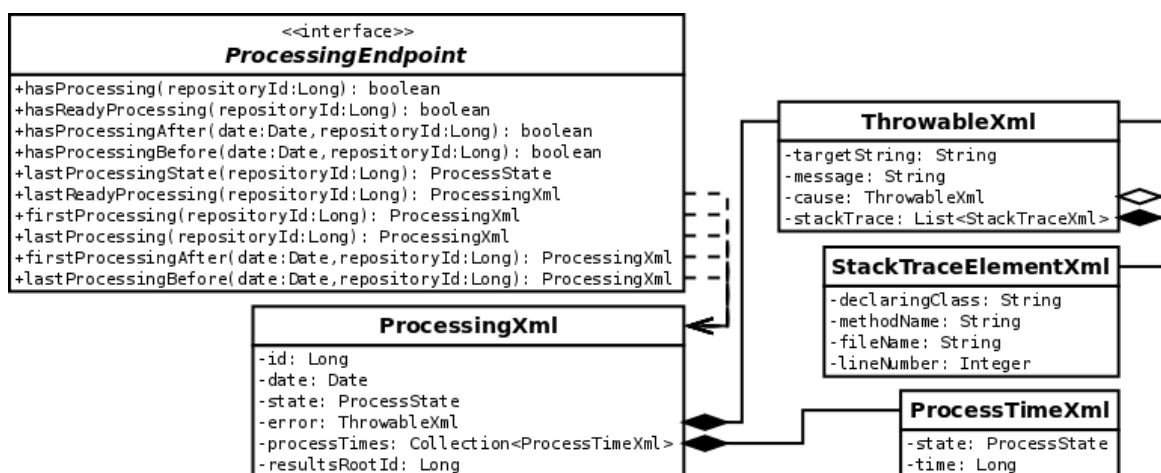 <<interface>>
ProcessingEndpoint
+hasProcessing(repositoryId:Long): boolean
+hasReadyProcessing(repositoryId:Long): boolean
+hasProcessingAfter(date:Date,repositoryId:Long): boolean
+hasProcessingBefore(date:Date,repositoryId:Long): boolean
+lastProcessingState(repositoryId:Long): ProcessState
+lastReadyProcessing(repositoryId:Long): ProcessingXml
+firstProcessing(repositoryId:Long): ProcessingXml
+lastProcessing(repositoryId:Long): ProcessingXml
+firstProcessingAfter(date:Date,repositoryId:Long): ProcessingXml
+lastProcessingBefore(date:Date,repositoryId:Long): ProcessingXml
ThrowableXml
-targetString: String
-message: String
-cause: ThrowableXml
-stackTrace: List<StackTraceXml>
StackTraceElementXml
-declaringClass: String
-methodName: String
-fileName: String
-lineNumber: Integer
ProcessingXml
-id: Long
-date: Date
-state: ProcessState
-error: ThrowableXml
-processTimes: Collection<ProcessTimeXml>
-resultsRootId: Long
ProcessTimeXml
-state: ProcessState
-time: Long